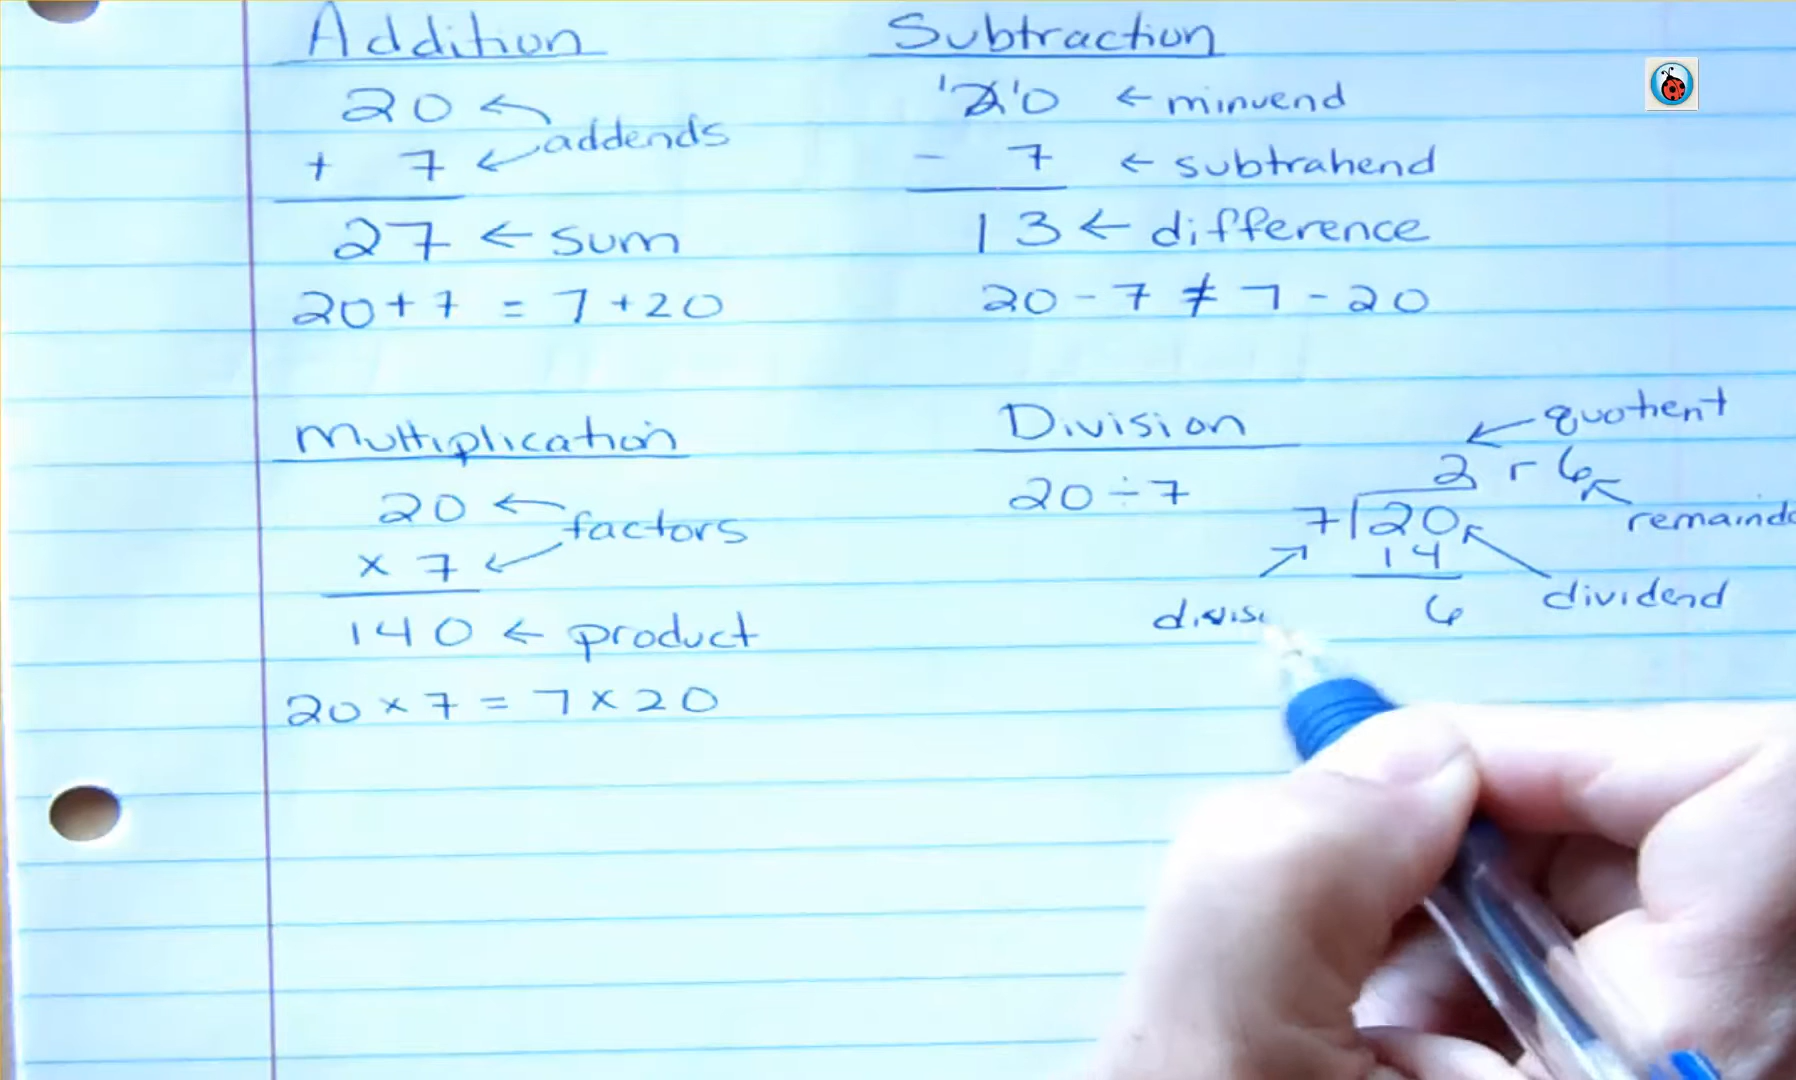 Addition
20 ←
+ 7 ← addends
27 ← sum
20 + 7 = 7 + 20
Subtraction
'2'0 ← minuend
- 7 ← subtrahend
13 ← difference
20 - 7 ≠ 7 - 20
Multiplication
20 ←
x 7 ← factors
140 ← product
20 x 7 = 7 x 20
Division
20 ÷ 7
quotient
2 r 6
7 20
remainde
14
6
dividend
divis